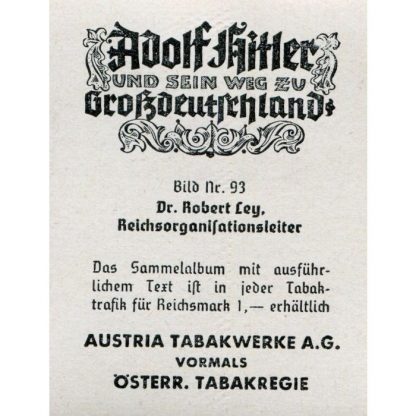 Adolf Hitler
UND SEIN WEG ZU
Großdeutschland
Bild Nr. 93
Dr. Robert Ley,
Reichsorganisationsleiter
Das Sammelalbum mit ausführ-
lichem Text ist in jeder Tabak-
trafik für Reichsmark 1,— erhältlich
AUSTRIA TABAKWERKE A.G.
VORMALS
ÖSTERR. TABAKREGIE